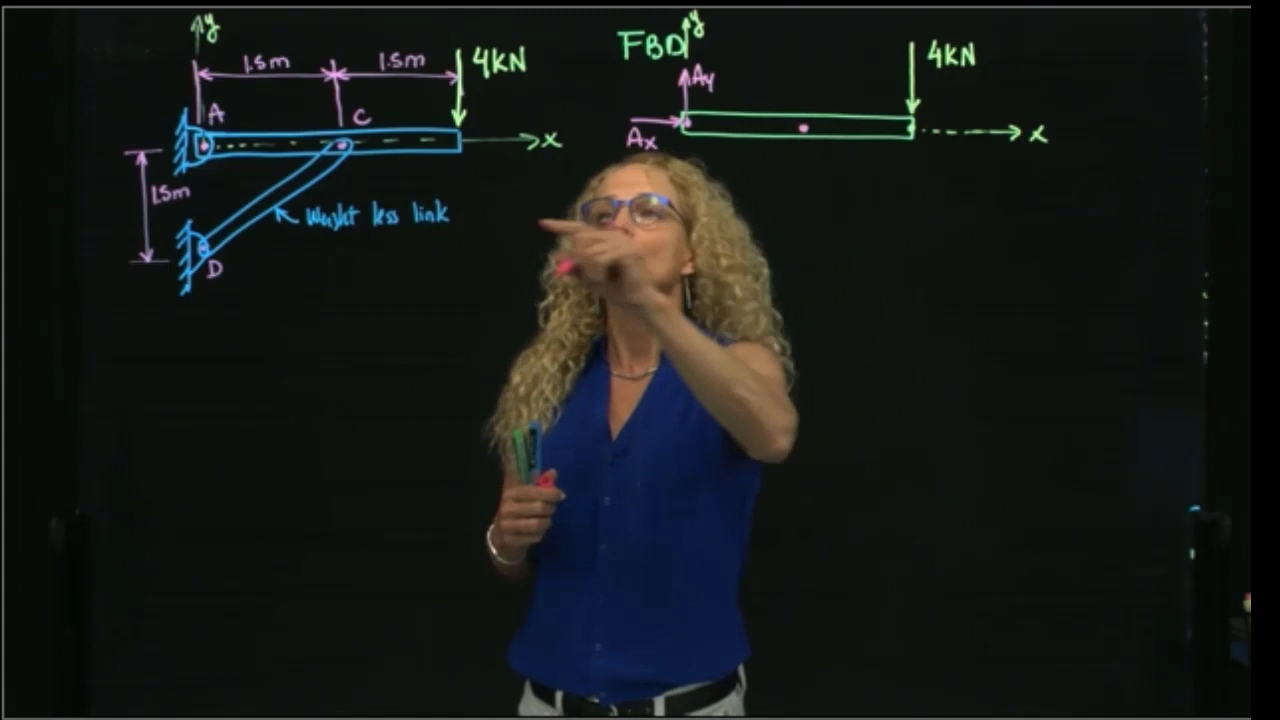 y
1.5m 1.5m 4KN
A C
x
1.5m
Weight less link
D
FBD y
Ay
4KN
Ax
x